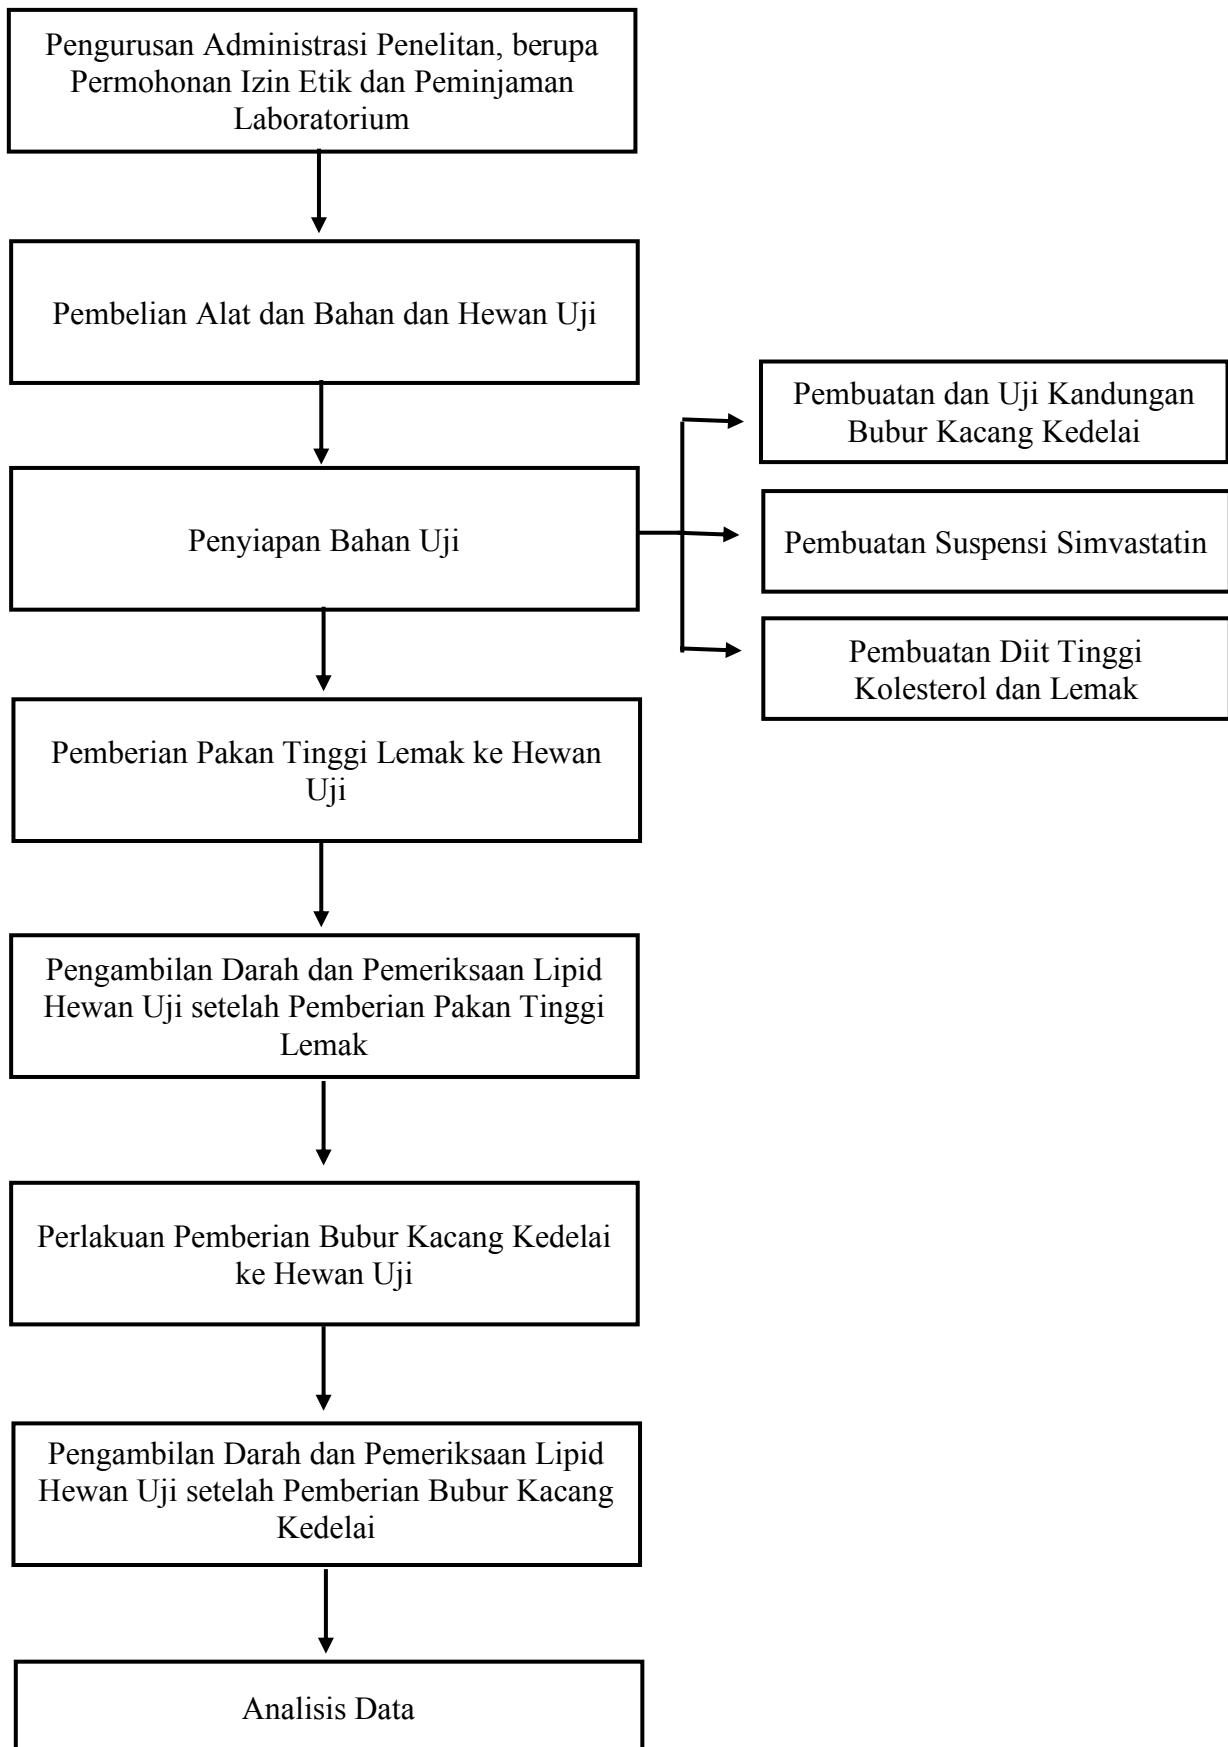 Pengurusan Administrasi Penelitan, berupa
Permohonan Izin Etik dan Peminjaman
Laboratorium
Pembelian Alat dan Bahan dan Hewan Uji
Penyiapan Bahan Uji
Pembuatan dan Uji Kandungan
Bubur Kacang Kedelai
Pembuatan Suspensi Simvastatin
Pembuatan Diit Tinggi
Kolesterol dan Lemak
Pemberian Pakan Tinggi Lemak ke Hewan
Uji
Pengambilan Darah dan Pemeriksaan Lipid
Hewan Uji setelah Pemberian Pakan Tinggi
Lemak
Perlakuan Pemberian Bubur Kacang Kedelai
ke Hewan Uji
Pengambilan Darah dan Pemeriksaan Lipid
Hewan Uji setelah Pemberian Bubur Kacang
Kedelai
Analisis Data